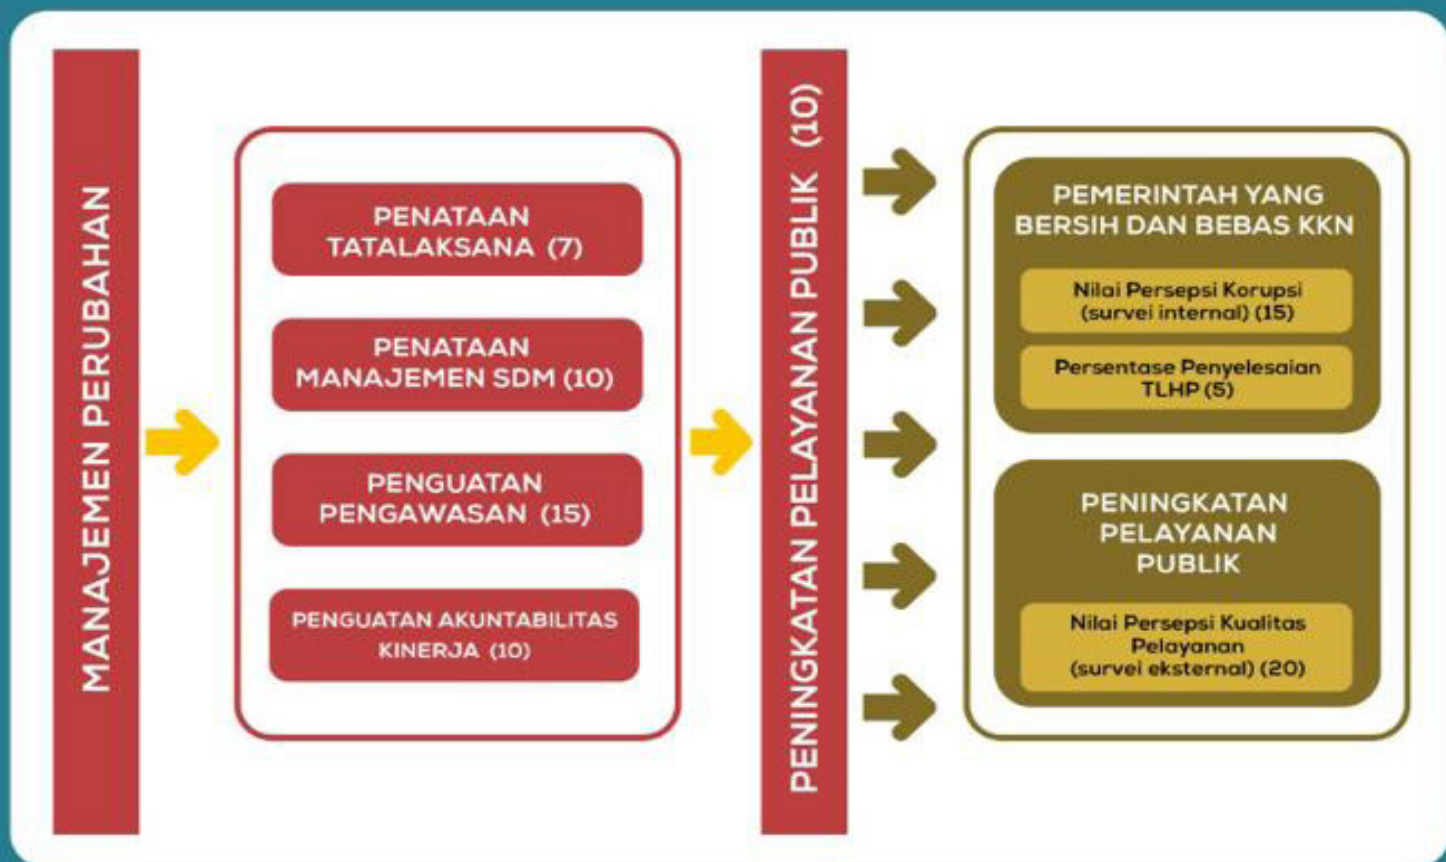 MANAJEMEN PERUBAHAN
PENATAAN
TATALAKSANA (7)
PENATAAN
MANAJEMEN SDM (10)
PENGUATAN
PENGAWASAN (15)
PENGUATAN AKUNTABILITAS
KINERJA (10)
PENINGKATAN PELAYANAN PUBLIK (10)
PEMERINTAH YANG
BERSIH DAN BEBAS KKN
Nilai Persepsi Korupsi
(survei internal) (15)
Persentase Penyelesaian
TLHP (5)
PENINGKATAN
PELAYANAN
PUBLIK
Nilai Persepsi Kualitas
Pelayanan
(survei eksternal) (20)